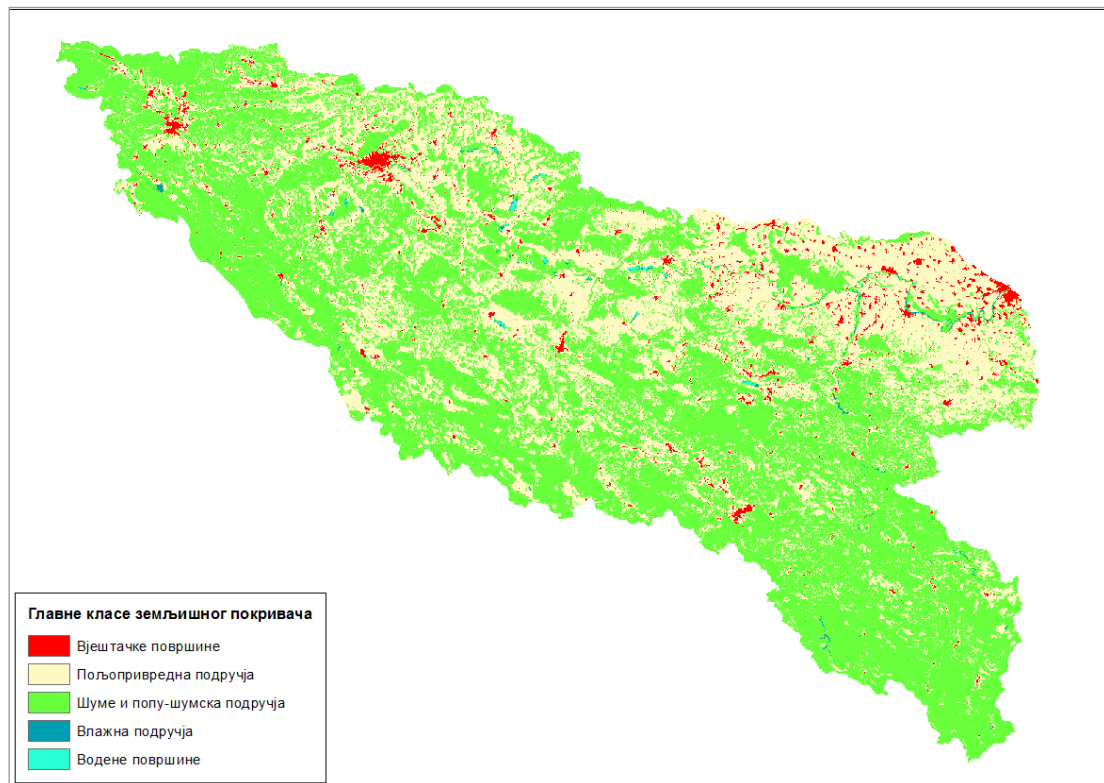 Главне класе земљишног покривача
Вјештачке површине
Пољопривредна подручја
Шуме и полу-шумска подручја
Влажна подручја
Водене површине